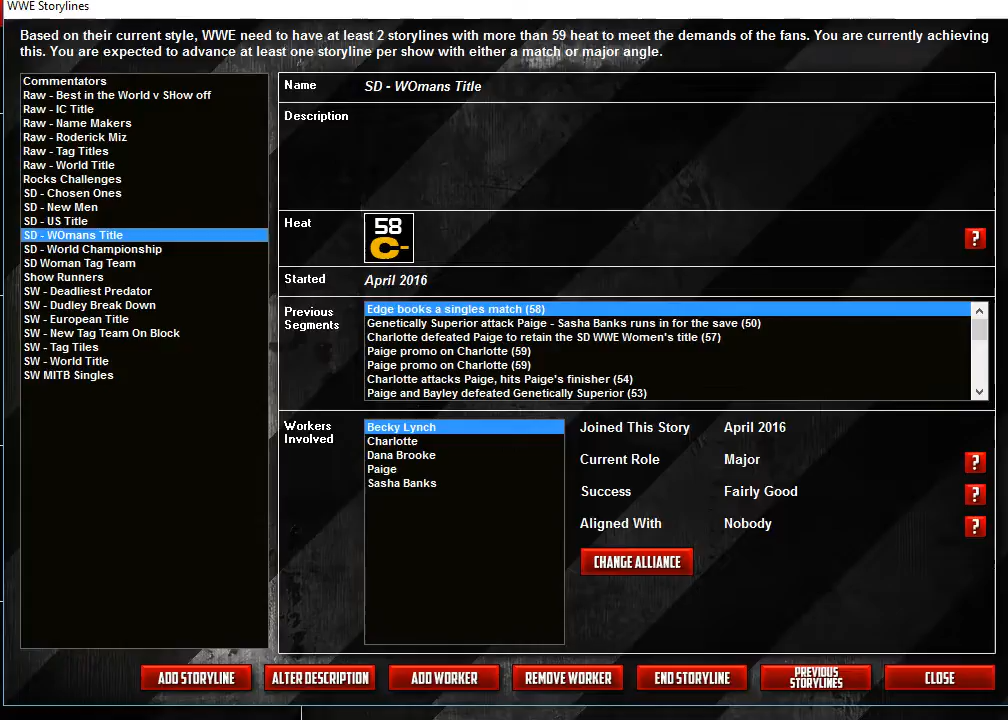 WWE Storylines
Based on their current style, WWE need to have at least 2 storylines with more than 59 heat to meet the demands of the fans. You are currently achieving
this. You are expected to advance at least one storyline per show with either a match or major angle.
Commentators
Raw - Best in the World v SHow off
Raw - IC Title
Raw - Name Makers
Raw - Roderick Miz
Raw - Tag Titles
Raw - World Title
Rocks Challenges
SD - Chosen Ones
SD - New Men
SD - US Title
SD - WOmans Title
SD - World Championship
SD Woman Tag Team
Show Runners
SW - Deadliest Predator
SW - Dudley Break Down
SW - European Title
SW - New Tag Team On Block
SW - Tag Tiles
SW - World Title
SW MITB Singles
Name
SD - WOmans Title
Description
Heat
58
C-
?
Started
April 2016
Previous
Segments
Edge books a singles match (58)
Genetically Superior attack Paige - Sasha Banks runs in for the save (50)
Charlotte defeated Paige to retain the SD WWE Women's title (57)
Paige promo on Charlotte (59)
Paige promo on Charlotte (59)
Charlotte attacks Paige, hits Paige's finisher (54)
Paige and Bayley defeated Genetically Superior (53)
Workers
Involved
Becky Lynch
Charlotte
Dana Brooke
Paige
Sasha Banks
Joined This Story April 2016
Current Role Major ?
Success Fairly Good ?
Aligned With Nobody ?
CHANGE ALLIANCE
ADD STORYLINE
ALTER DESCRIPTION
ADD WORKER
REMOVE WORKER
END STORYLINE
PREVIOUS
STORYLINES
CLOSE